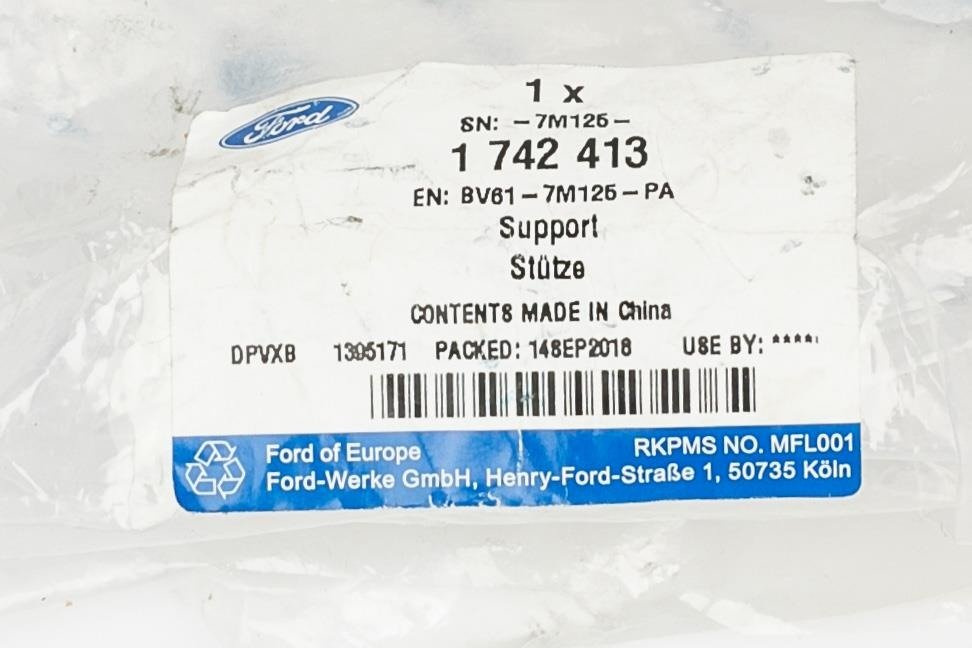 Ford
1 x
SN: -7M125-
1 742 413
EN: BV61-7M125-PA
Support
Stütze
CONTENTS MADE IN China
DPVXB 1395171 PACKED: 14SEP2018 USE BY: ****
Ford of Europe RKPMS NO. MFL001
Ford-Werke GmbH, Henry-Ford-Straße 1, 50735 Köln